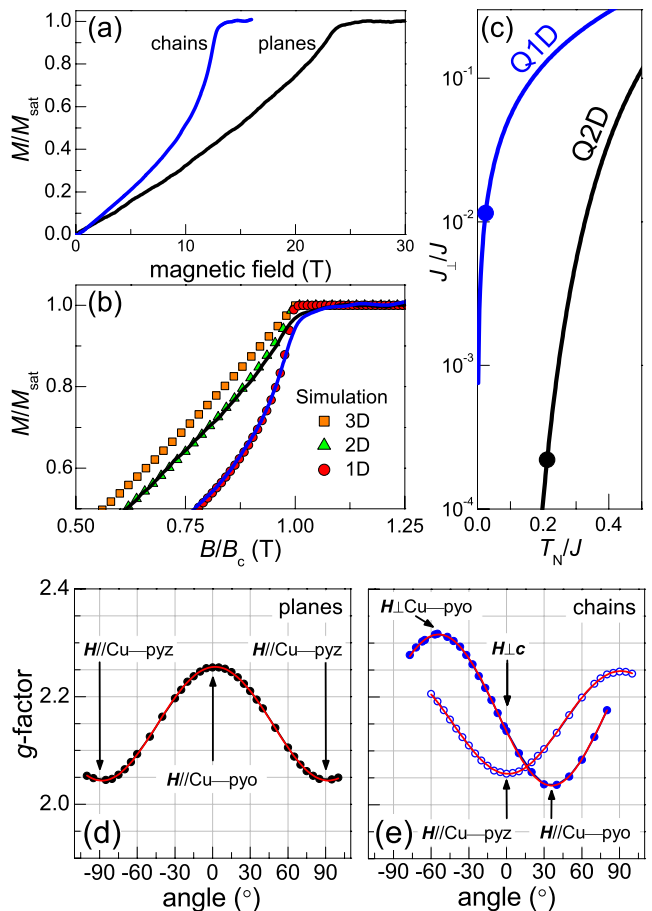 (a)
chains
planes
M/Msat
1.0
0.8
0.6
0.4
0.2
0.0
0
10
20
30
magnetic field (T)
(b)
Simulation
3D
2D
1D
M/Msat
1.0
0.8
0.6
0.50
0.75
1.00
1.25
B/Bc (T)
(c)
Q1D
Q2D
J⊥/J
10⁻¹
10⁻²
10⁻³
10⁻⁴
0.0
0.2
0.4
TN/J
2.4
2.2
2.0
g-factor
planes
H//Cu—pyz
H//Cu—pyz
H//Cu—pyo
(d)
-90
-60
-30
0
30
60
90
angle (°)
chains
H⊥Cu—pyo
H⊥c
H//Cu—pyz
H//Cu—pyo
(e)
-90
-60
-30
0
30
60
90
angle (°)